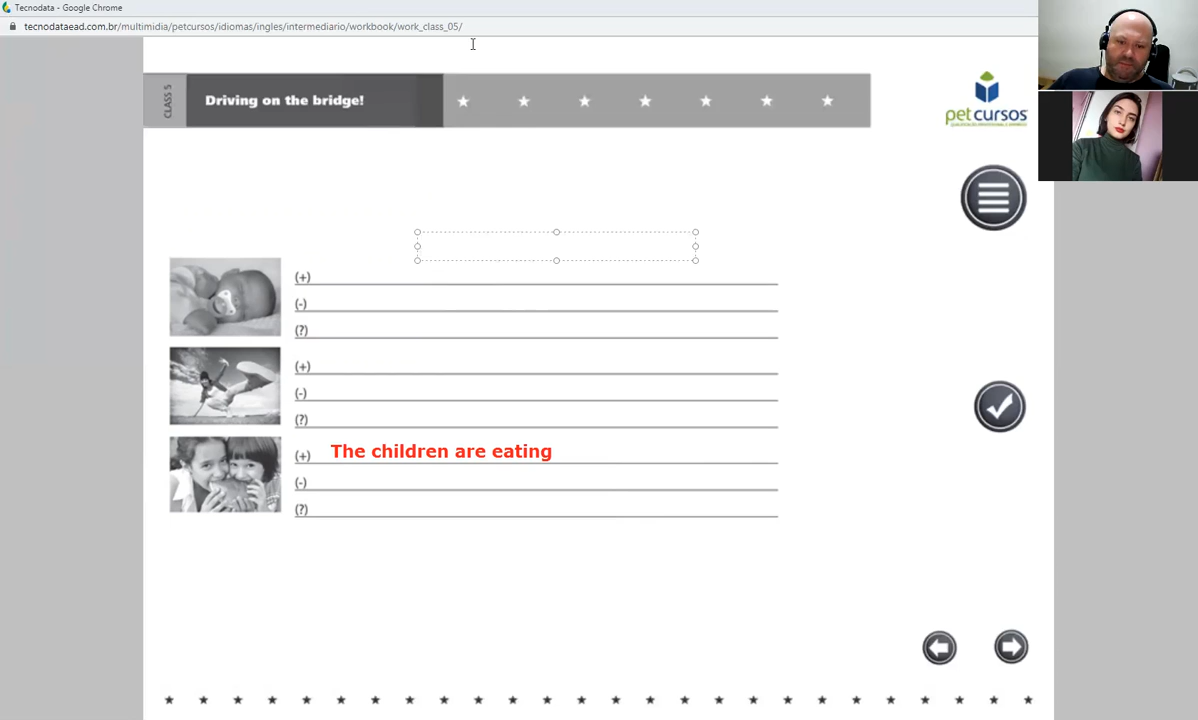 Tecnodata - Google Chrome
tecnodataead.com.br/multimidia/petcursos/idiomas/ingles/intermediario/workbook/work_class_05/
CLASS 5
Driving on the bridge!
pet cursos
(+)
(-)
(?)
(+)
(-)
(?)
(+) The children are eating
(-)
(?)